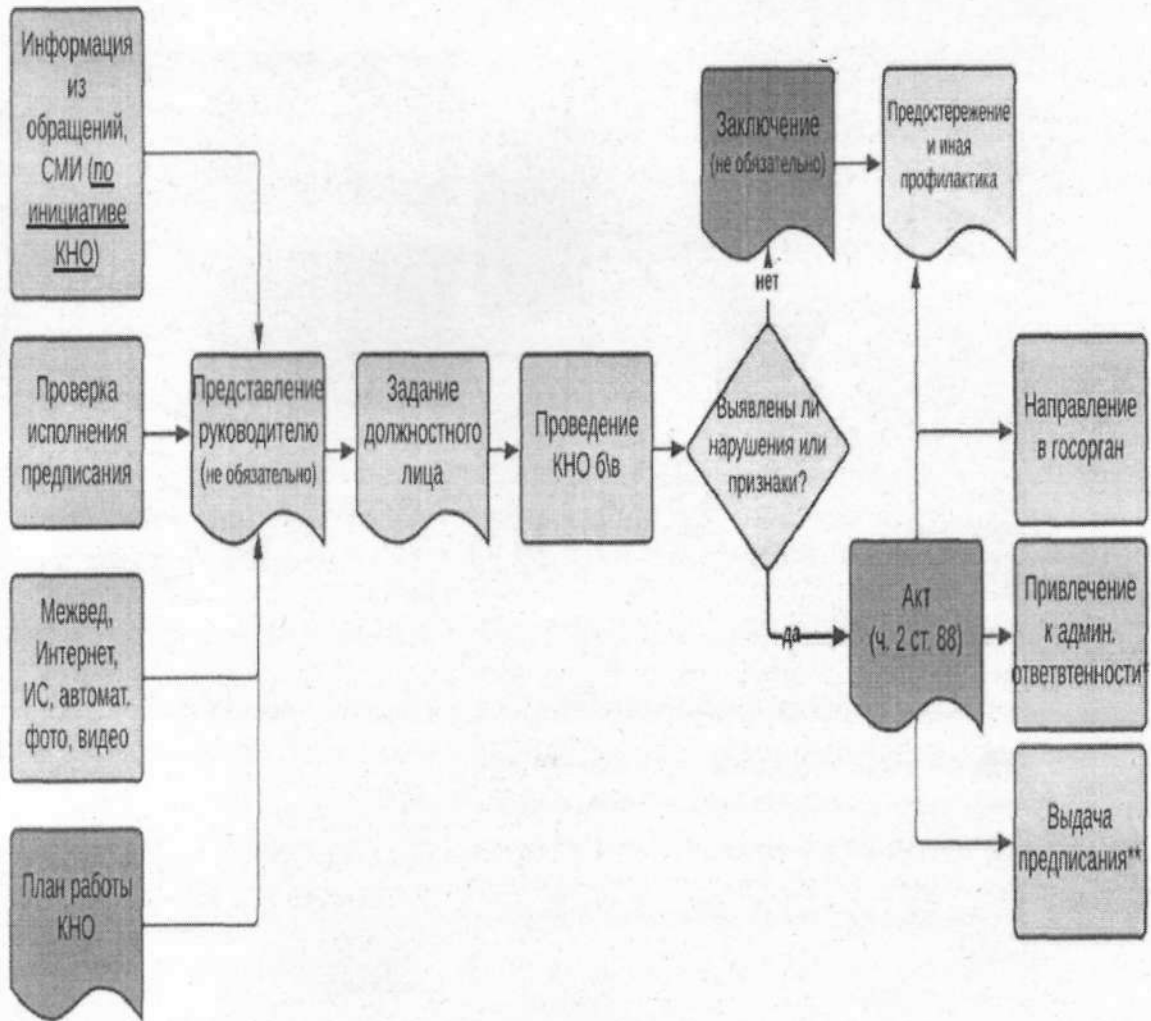 Информация
из
обращений,
СМИ (по
инициативе
КНО)
Проверка
исполнения
предписания
Межвед,
Интернет,
ИС, автомат,
фото, видео
План работы
КНО
Представление
руководителю
(не обязательно)
Задание
должностного
лица
Проведение
КНО б\в
Выявлены ли
нарушения или
признаки?
нет
да
Заключение
(не обязательно)
Предостережение
и иная
профилактика
Акт
(ч. 2 ст. 88)
Направление
в госорган
Привлечение
к админ.
ответвтенности*
Выдача
предписания**